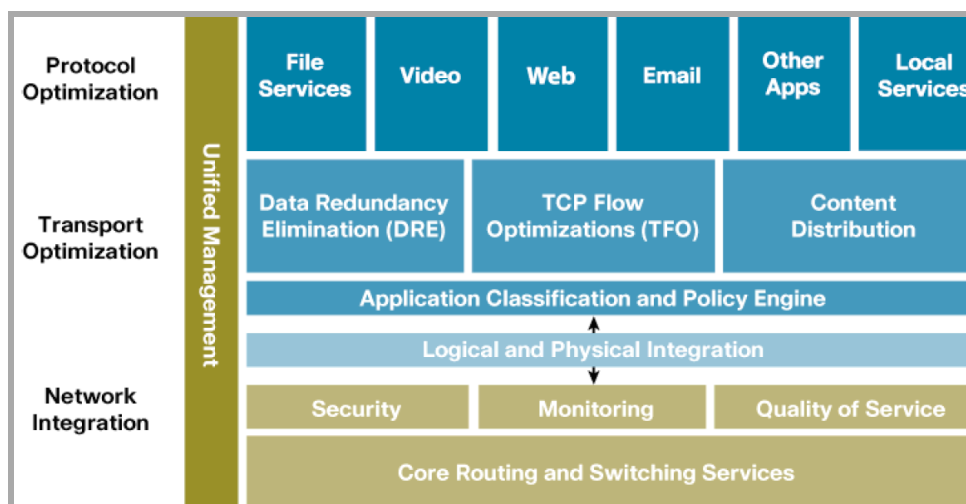 Protocol
Optimization
File
Services
Video
Web
Email
Other
Apps
Local
Services
Unified Management
Transport
Optimization
Data Redundancy
Elimination (DRE)
TCP Flow
Optimizations (TFO)
Content
Distribution
Application Classification and Policy Engine
Logical and Physical Integration
Network
Integration
Security
Monitoring
Quality of Service
Core Routing and Switching Services